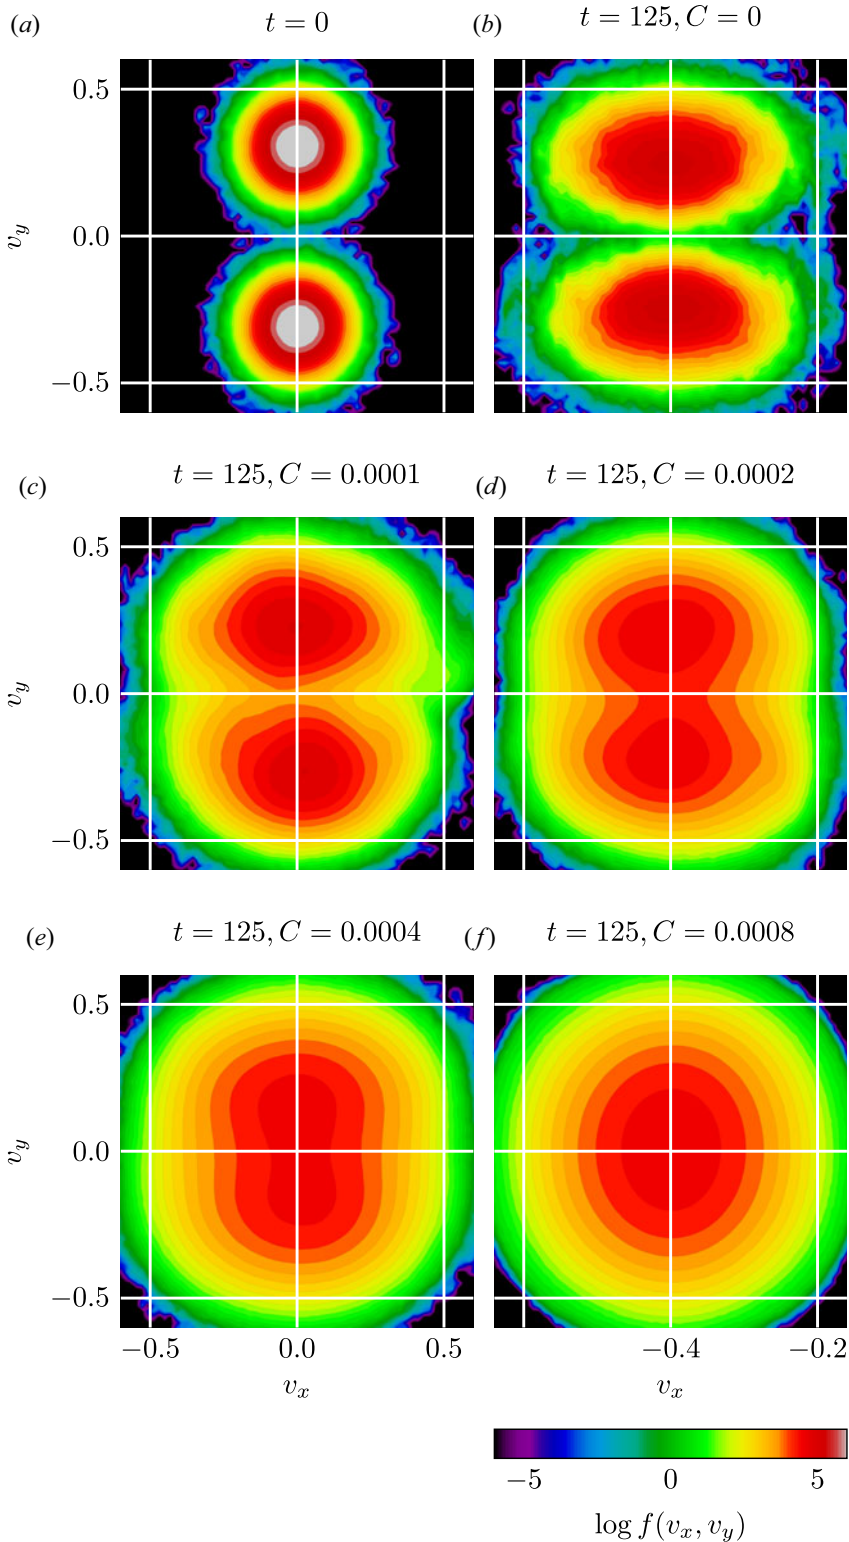 (a) t = 0 (b) t = 125, C = 0
0.5
v_y 0.0
−0.5
(c) t = 125, C = 0.0001 (d) t = 125, C = 0.0002
0.5
v_y 0.0
−0.5
(e) t = 125, C = 0.0004 (f) t = 125, C = 0.0008
0.5
v_y 0.0
−0.5
−0.5 0.0 0.5 −0.4 −0.2
v_x v_x
−5 0 5
log f(v_x, v_y)